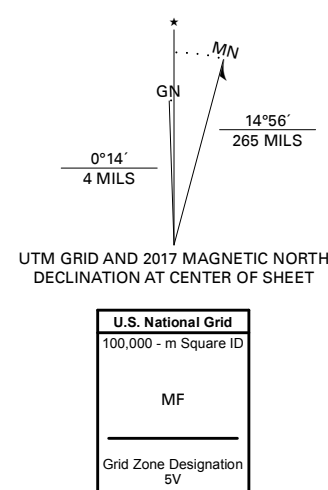 ★
MN
GN
0°14´
4 MILS
14°56´
265 MILS
UTM GRID AND 2017 MAGNETIC NORTH
DECLINATION AT CENTER OF SHEET
U.S. National Grid
100,000 - m Square ID
MF
Grid Zone Designation
5V